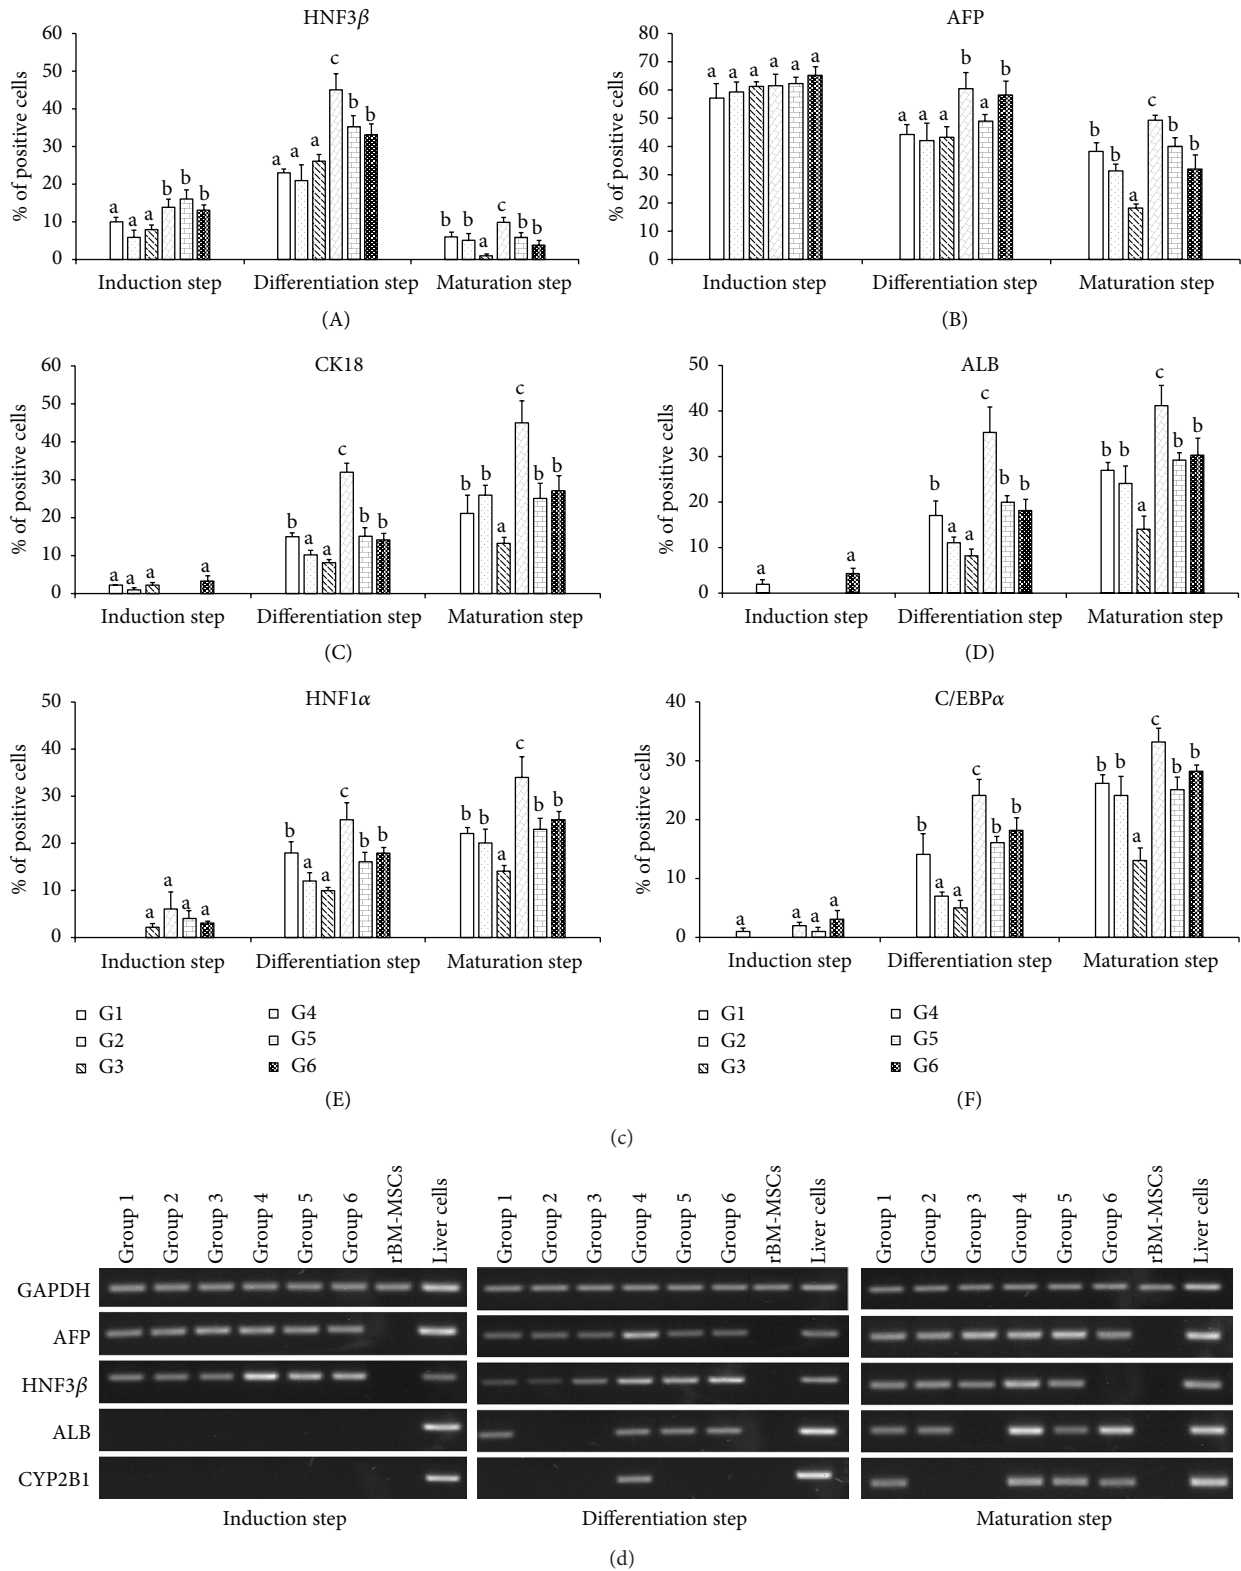 HNF3β
% of positive cells
60
50
40
30
20
10
0
a a a b b b
a a a c b b
b b a c b b
Induction step Differentiation step Maturation step
(A)
AFP
% of positive cells
80
70
60
50
40
30
20
10
0
a a a a a a
a a a b a b
b b a c b b
Induction step Differentiation step Maturation step
(B)
CK18
% of positive cells
60
50
40
30
20
10
0
a a a a
b a a c b b
b b a c b b
Induction step Differentiation step Maturation step
(C)
ALB
% of positive cells
50
40
30
20
10
0
a a
b a a c b b
b b a c b b
Induction step Differentiation step Maturation step
(D)
HNF1α
% of positive cells
50
40
30
20
10
0
a a a a
b a a c b b
b b a c b b
Induction step Differentiation step Maturation step
G1 G4
G2 G5
G3 G6
(E)
C/EBPα
% of positive cells
40
30
20
10
0
a a a a
b a a c b b
b b a c b b
Induction step Differentiation step Maturation step
G1 G4
G2 G5
G3 G6
(F)
(c)
Group 1 Group 2 Group 3 Group 4 Group 5 Group 6 rBM-MSCs Liver cells
Group 1 Group 2 Group 3 Group 4 Group 5 Group 6 rBM-MSCs Liver cells
Group 1 Group 2 Group 3 Group 4 Group 5 Group 6 rBM-MSCs Liver cells
GAPDH
AFP
HNF3β
ALB
CYP2B1
Induction step Differentiation step Maturation step
(d)